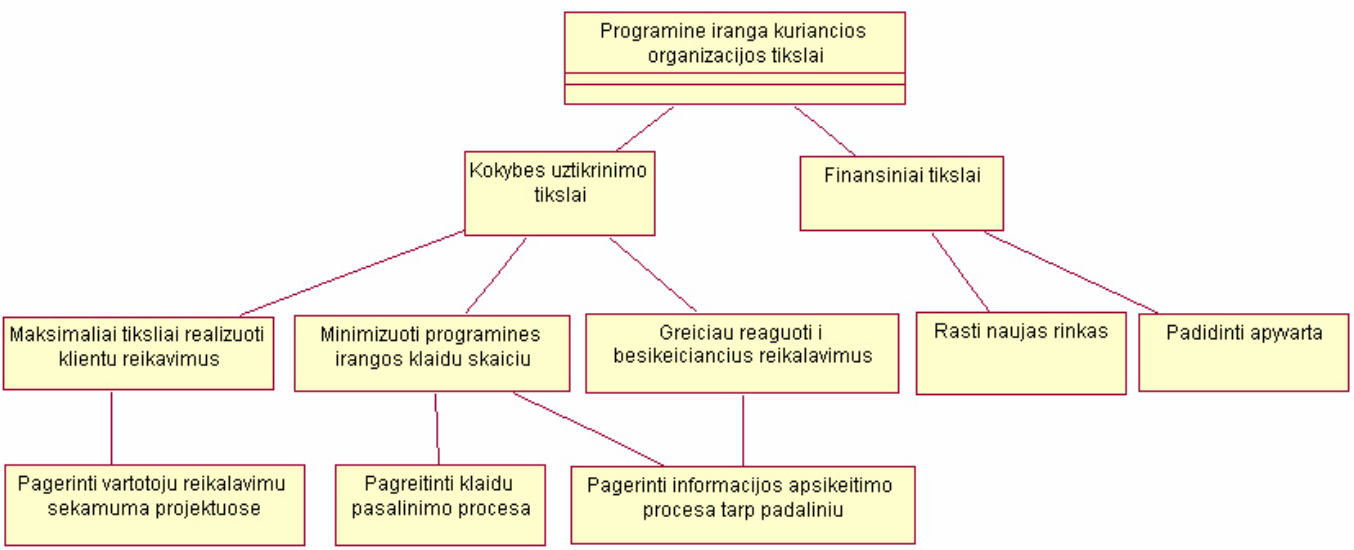 Programine iranga kuriancios
organizacijos tikslai
Kokybes uztikrinimo
tikslai
Finansiniai tikslai
Maksimaliai tiksliai realizuoti
klientu reikavimus
Minimizuoti programines
irangos klaidu skaiciu
Greiciau reaguoti i
besikeiciancius reikalavimus
Rasti naujas rinkas
Padidinti apyvarta
Pagerinti vartotoju reikalavimu
sekamuma projektuose
Pagreitinti klaidu
pasalinimo procesa
Pagerinti informacijos apsikeitimo
procesa tarp padaliniu